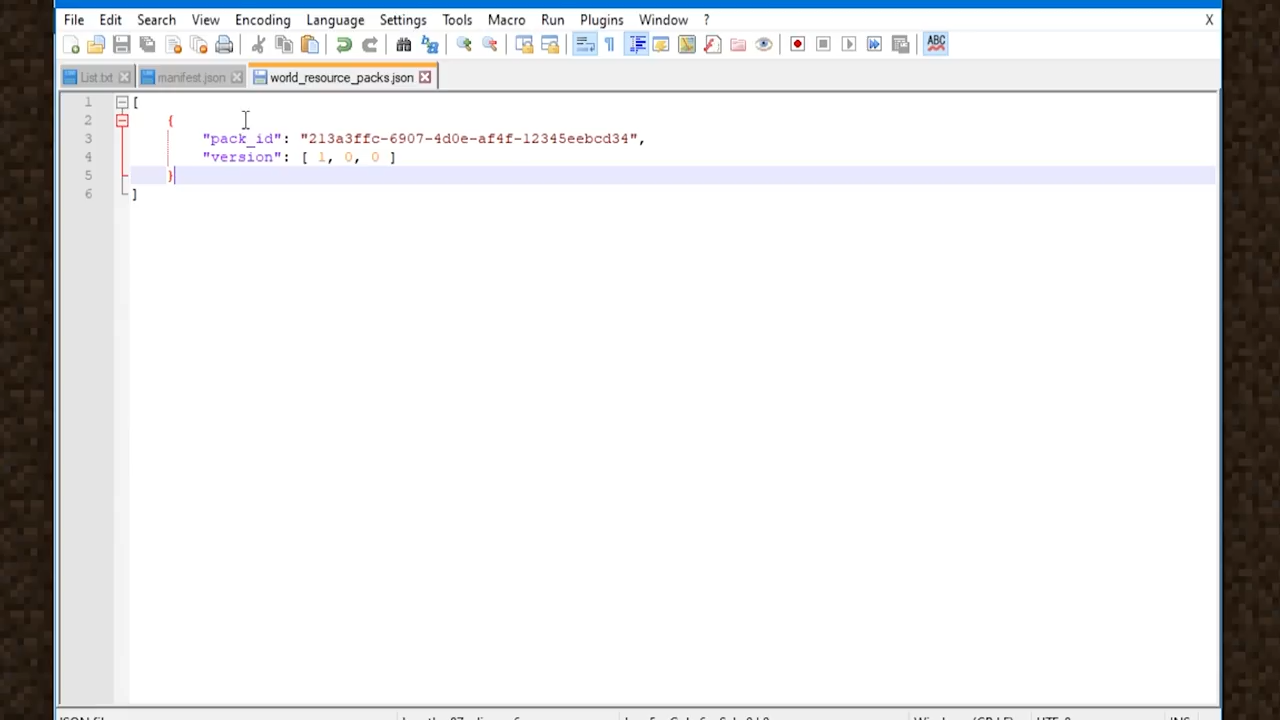 File Edit Search View Encoding Language Settings Tools Macro Run Plugins Window ? X
ABC
List.txt manifest.json world_resource_packs.json
1 [
2 {
3 "pack_id": "213a3ffc-6907-4d0e-af4f-12345eebcd34",
4 "version": [ 1, 0, 0 ]
5 }
6 ]